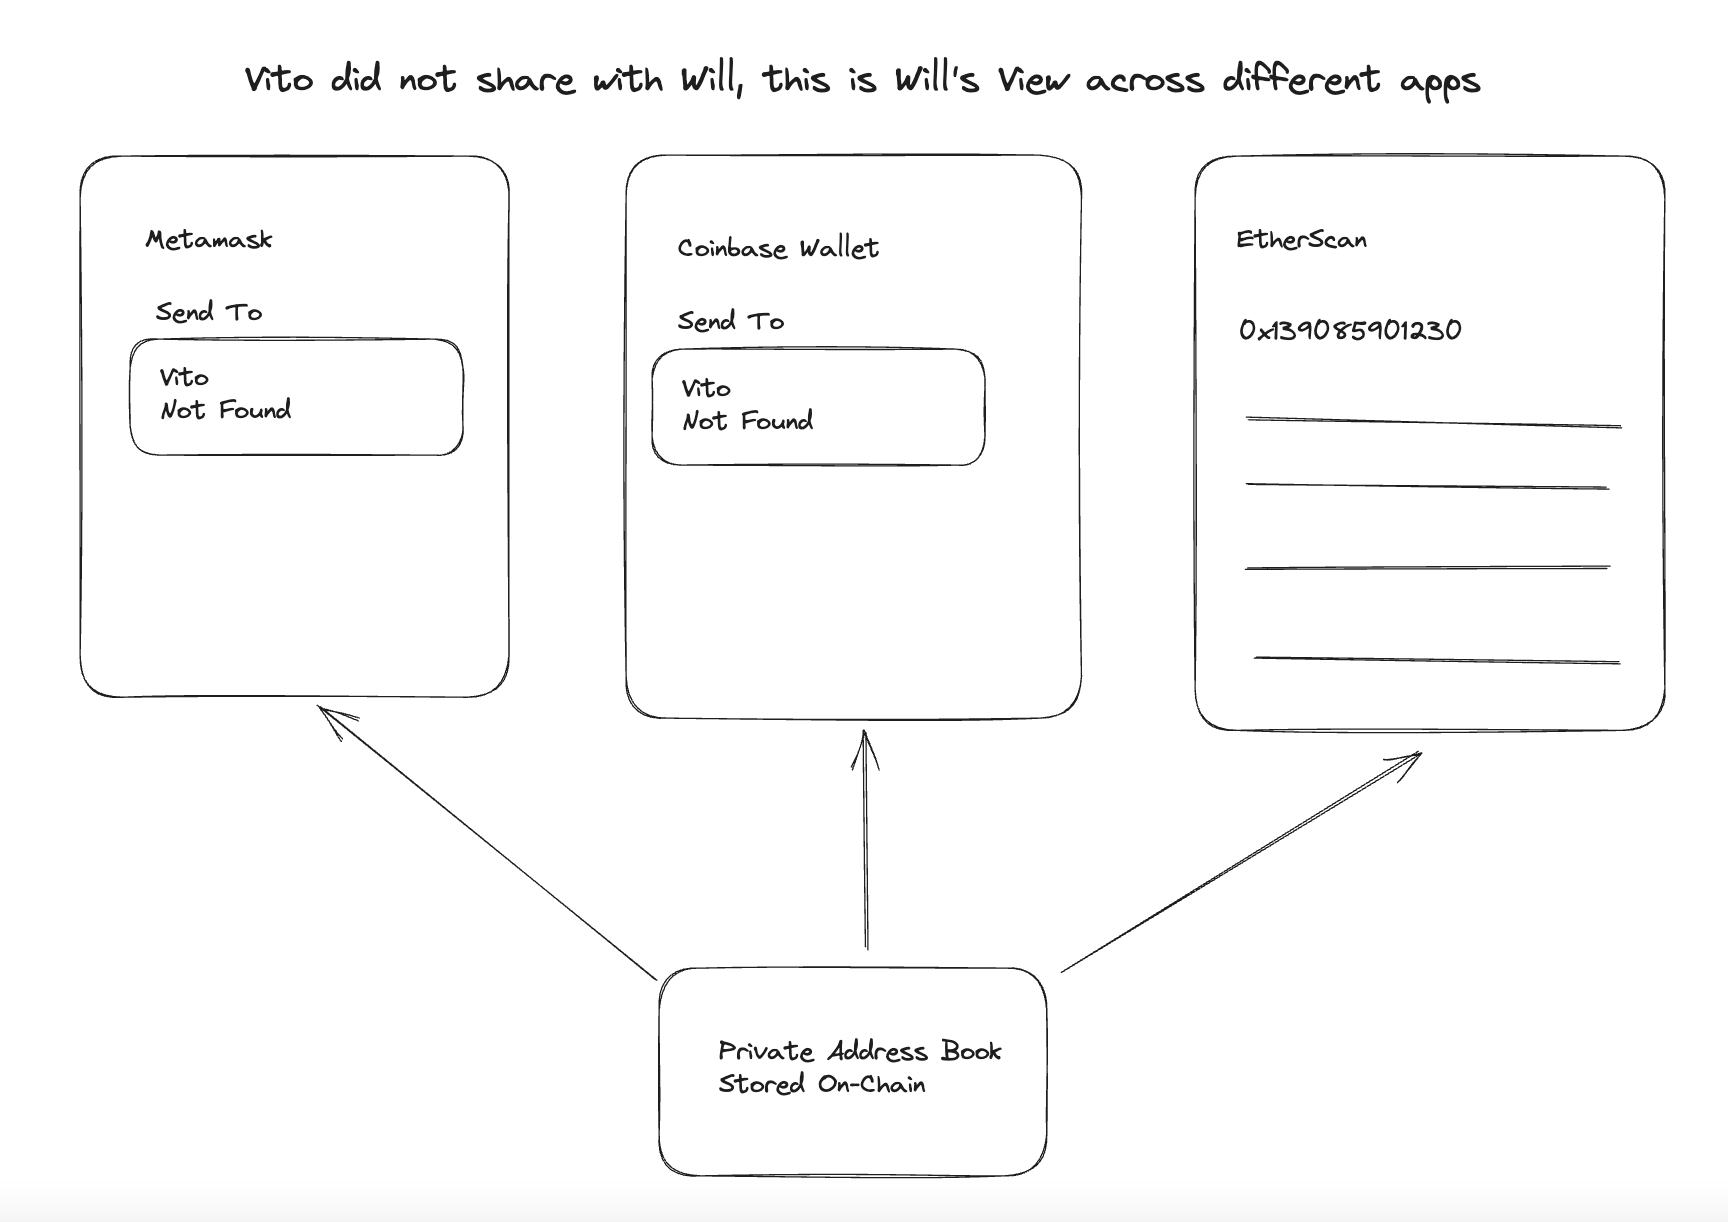 Vito did not share with Will, this is Will's View across different apps
Metamask
Send To
Vito
Not Found
Coinbase Wallet
Send To
Vito
Not Found
EtherScan
0x139085901230
Private Address Book
Stored On-Chain